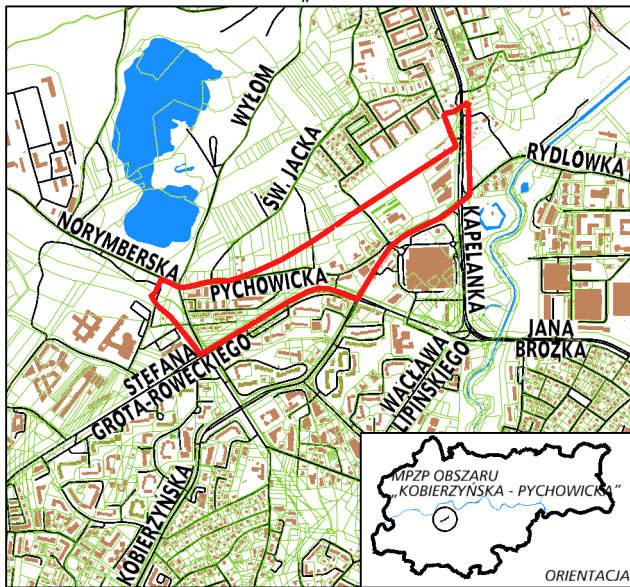 WYŁOM
ŚW. JACKA
RYDLÓWKA
NORYMBERSKA
KAPELANKA
PYCHOWICKA
STEFANA
GROTA-ROWECKIEGO
WACŁAWA
LIPIŃSKIEGO
JANA
BROŻKA
KOBIERZYŃSKA
MPZP OBSZARU
„KOBIERZYŃSKA - PYCHOWICKA”
ORIENTACJA